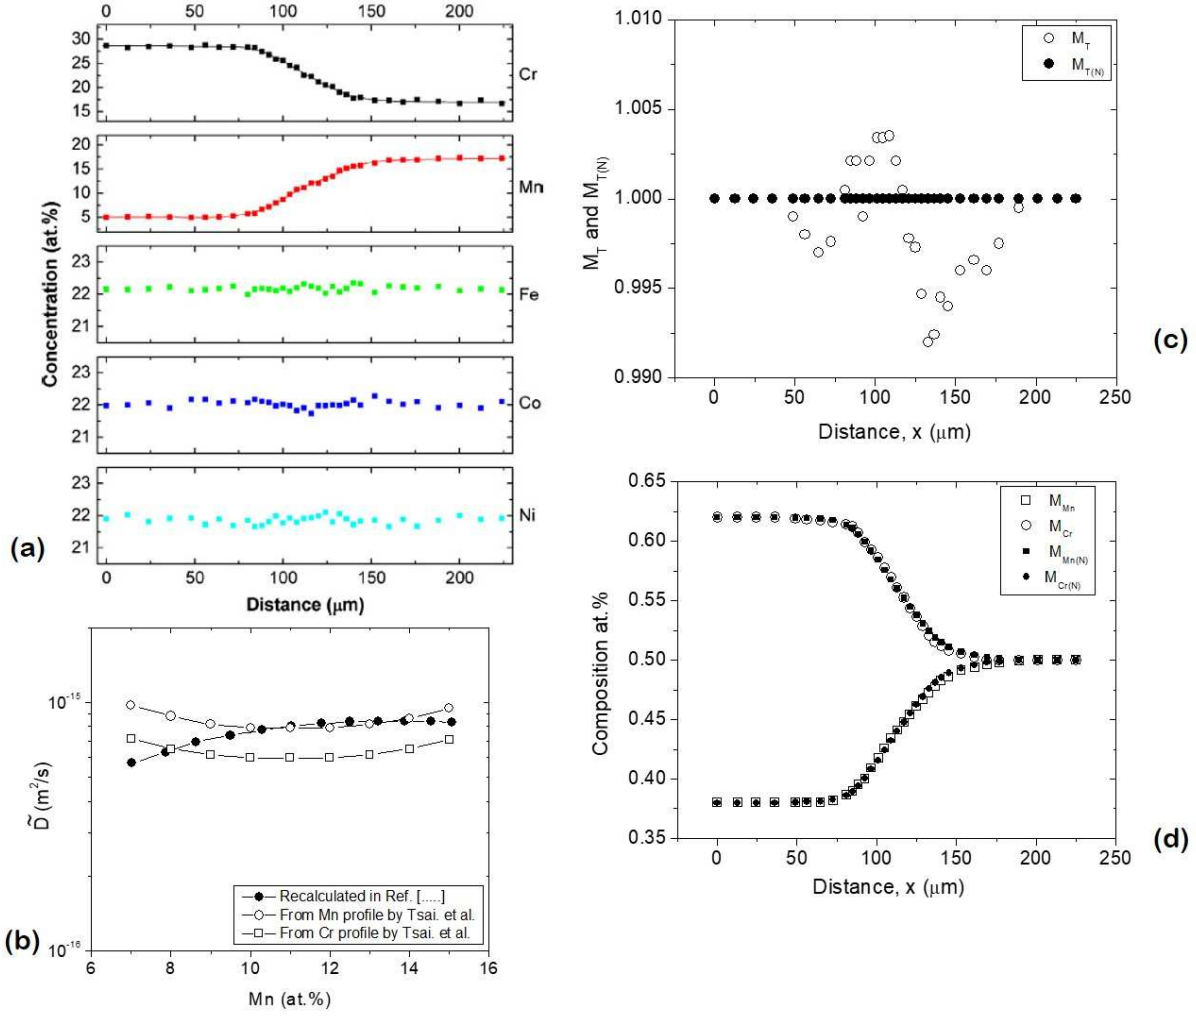 0 50 100 150 200
30
25
20
15
Cr
20
15
10
5
Mn
23
22
21
Fe
23
22
21
Co
22
21
Ni
Concentration (at.%)
0 50 100 150 200
Distance (μm)
(a)
10⁻¹⁵
10⁻¹⁶
D̃ (m²/s)
Recalculated in Ref. [.....]
From Mn profile by Tsai. et al.
From Cr profile by Tsai. et al.
6 8 10 12 14 16
Mn (at.%)
(b)
1.010
1.005
1.000
0.995
0.990
M_T and M_T(N)
M_T
M_T(N)
0 50 100 150 200 250
Distance, x (μm)
(c)
0.65
0.60
0.55
0.50
0.45
0.40
0.35
Composition at.%
M_Mn
M_Cr
M_Mn(N)
M_Cr(N)
0 50 100 150 200 250
Distance, x (μm)
(d)